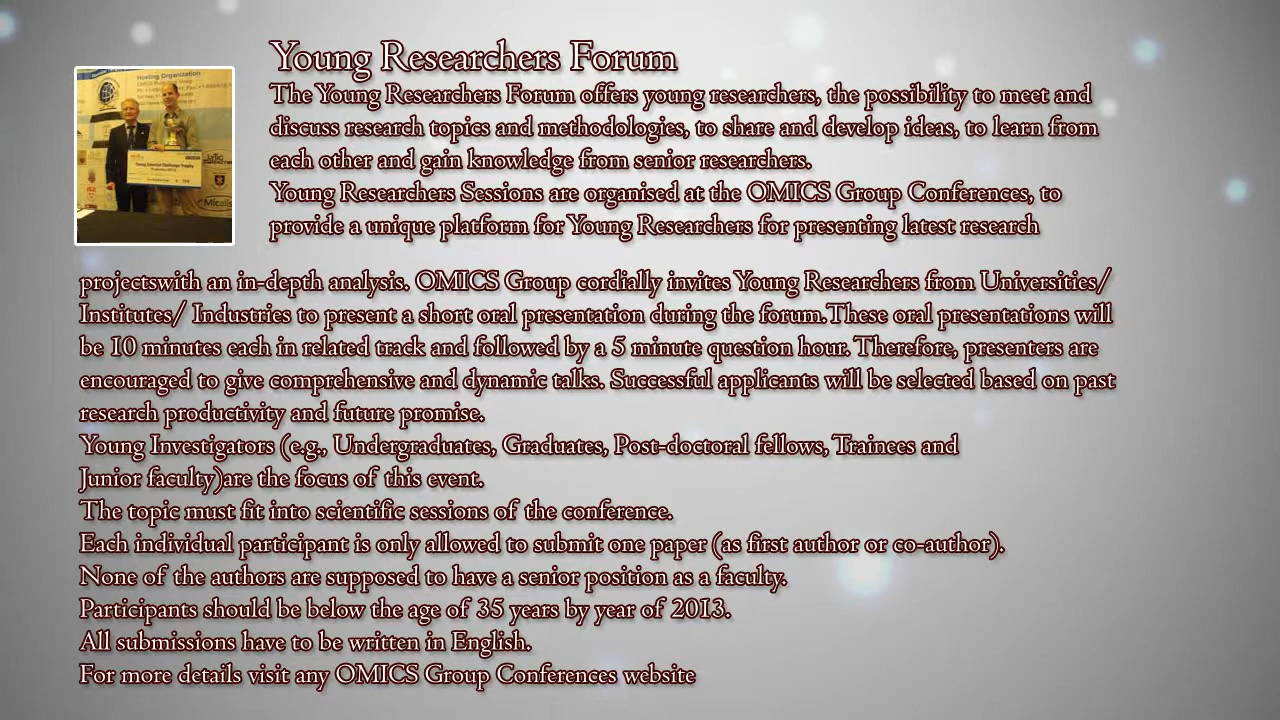 Young Researchers Forum
The Young Researchers Forum offers young researchers, the possibility to meet and
discuss research topics and methodologies, to share and develop ideas, to learn from
each other and gain knowledge from senior researchers.
Young Researchers Sessions are organised at the OMICS Group Conferences, to
provide a unique platform for Young Researchers for presenting latest research
Hosting Organization
Young Scientist Challenge Trophy
Micalis
projectswith an in-depth analysis. OMICS Group cordially invites Young Researchers from Universities/
Institutes/ Industries to present a short oral presentation during the forum.These oral presentations will
be 10 minutes each in related track and followed by a 5 minute question hour. Therefore, presenters are
encouraged to give comprehensive and dynamic talks. Successful applicants will be selected based on past
research productivity and future promise.
Young Investigators (e.g., Undergraduates, Graduates, Post-doctoral fellows, Trainees and
Junior faculty)are the focus of this event.
The topic must fit into scientific sessions of the conference.
Each individual participant is only allowed to submit one paper (as first author or co-author).
None of the authors are supposed to have a senior position as a faculty.
Participants should be below the age of 35 years by year of 2013.
All submissions have to be written in English.
For more details visit any OMICS Group Conferences website